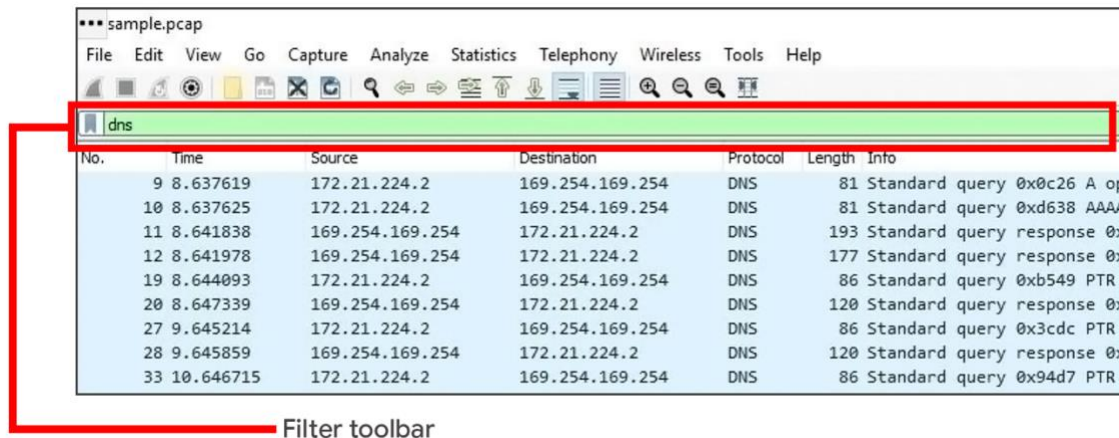 sample.pcap
File Edit View Go Capture Analyze Statistics Telephony Wireless Tools Help
dns
No. Time Source Destination Protocol Length Info
9 8.637619 172.21.224.2 169.254.169.254 DNS 81 Standard query 0x0c26 A
10 8.637625 172.21.224.2 169.254.169.254 DNS 81 Standard query 0xd638 AAAA
11 8.641838 169.254.169.254 172.21.224.2 DNS 193 Standard query response
12 8.641978 169.254.169.254 172.21.224.2 DNS 177 Standard query response
19 8.644093 172.21.224.2 169.254.169.254 DNS 86 Standard query 0xb549 PTR
20 8.647339 169.254.169.254 172.21.224.2 DNS 120 Standard query response
27 9.645214 172.21.224.2 169.254.169.254 DNS 86 Standard query 0x3cdc PTR
28 9.645859 169.254.169.254 172.21.224.2 DNS 120 Standard query response
33 10.646715 172.21.224.2 169.254.169.254 DNS 86 Standard query 0x94d7 PTR
Filter toolbar